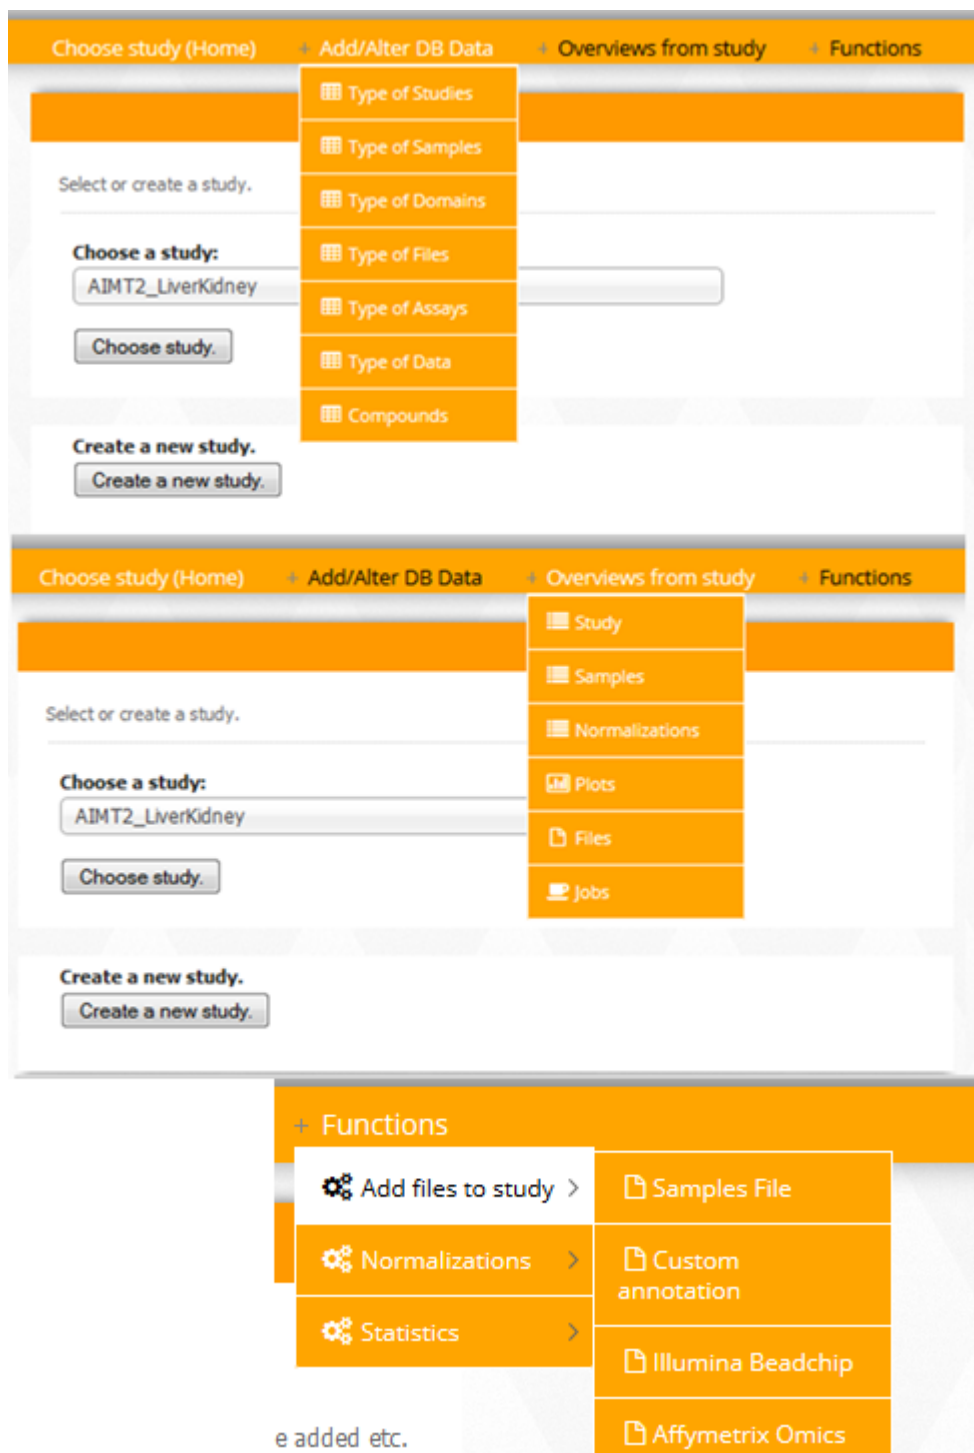 Choose study (Home) + Add/Alter DB Data + Overviews from study + Functions
Type of Studies
Type of Samples
Select or create a study.
Type of Domains
Choose a study:
Type of Files
AIMT2_LiverKidney
Type of Assays
Choose study.
Type of Data
Compounds
Create a new study.
Create a new study.
Choose study (Home) + Add/Alter DB Data + Overviews from study + Functions
Study
Samples
Select or create a study.
Normalizations
Choose a study:
Plots
AIMT2_LiverKidney
Files
Choose study.
Jobs
Create a new study.
Create a new study.
+ Functions
Add files to study >
Samples File
Normalizations >
Custom
annotation
Statistics >
Illumina Beadchip
Affymetrix Omics
e added etc.